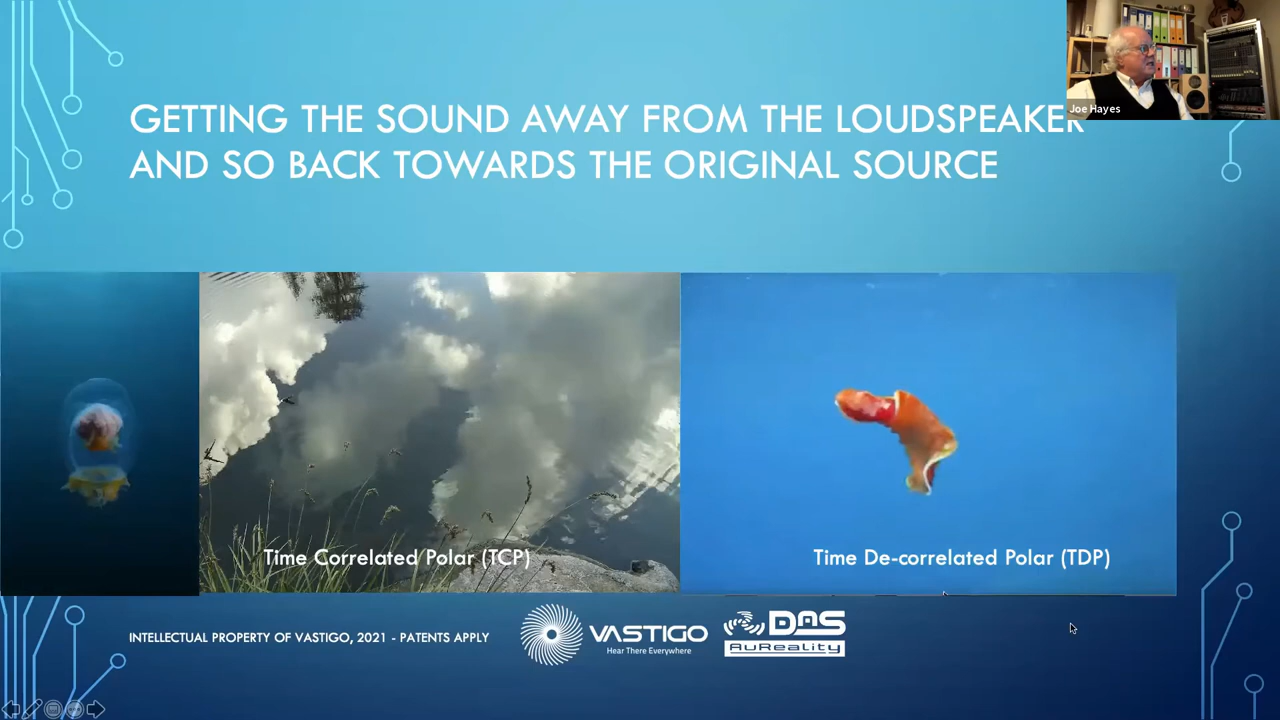 Joe Hayes
GETTING THE SOUND AWAY FROM THE LOUDSPEAKER
AND SO BACK TOWARDS THE ORIGINAL SOURCE
Time Correlated Polar (TCP)
Time De-correlated Polar (TDP)
INTELLECTUAL PROPERTY OF VASTIGO, 2021 - PATENTS APPLY
VASTIGO
Hear There Everywhere
DAS
AuReality